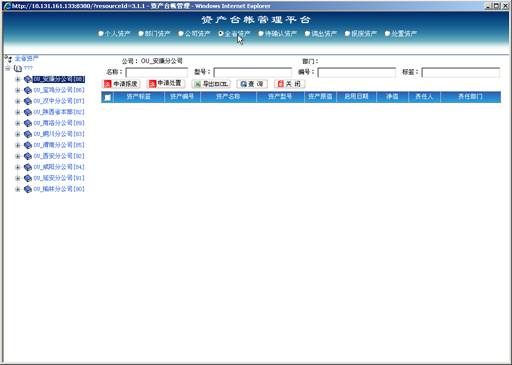 http://10.131.161.133:8300/?resourceId=3.1.1 - 资产台帐管理 - Windows Internet Explorer
资产台帐管理平台
个人资产 部门资产 公司资产 全省资产 待确认资产 调出资产 报废资产 处置资产
全省资产
???
OU_安康分公司[88]
OU_宝鸡分公司[86]
OU_汉中分公司[87]
OU_陕西省本部[82]
OU_商洛分公司[89]
OU_铜川分公司[83]
OU_渭南分公司[85]
OU_西安分公司[80]
OU_咸阳分公司[84]
OU_延安分公司[91]
OU_榆林分公司[90]
公司： OU_安康分公司 部门：
名称： 型号： 编号： 标签：
申请报废 申请处置 导出EXCEL 查 询 关 闭
资产标签 资产编号 资产名称 资产型号 资产原值 启用日期 净值 责任人 责任部门